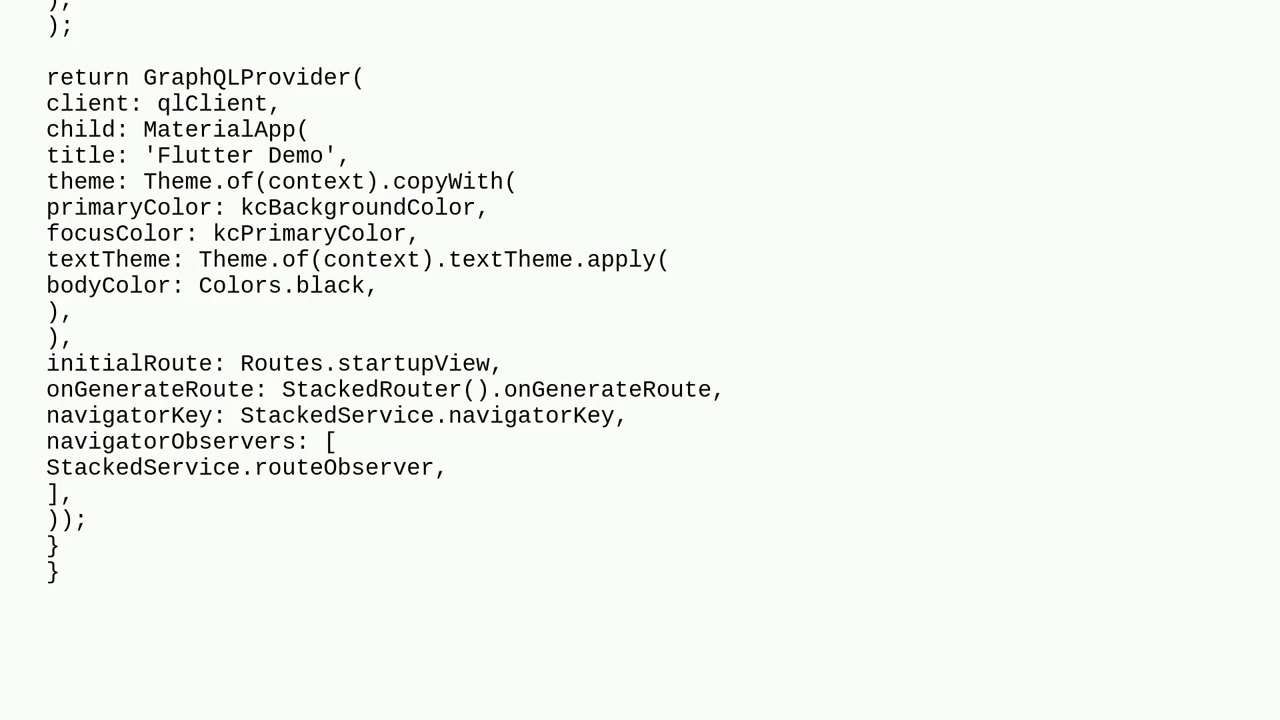 ),
);
return GraphQLProvider(
client: qlClient,
child: MaterialApp(
title: 'Flutter Demo',
theme: Theme.of(context).copyWith(
primaryColor: kcBackgroundColor,
focusColor: kcPrimaryColor,
textTheme: Theme.of(context).textTheme.apply(
bodyColor: Colors.black,
),
),
initialRoute: Routes.startupView,
onGenerateRoute: StackedRouter().onGenerateRoute,
navigatorKey: StackedService.navigatorKey,
navigatorObservers: [
StackedService.routeObserver,
],
));
}
}